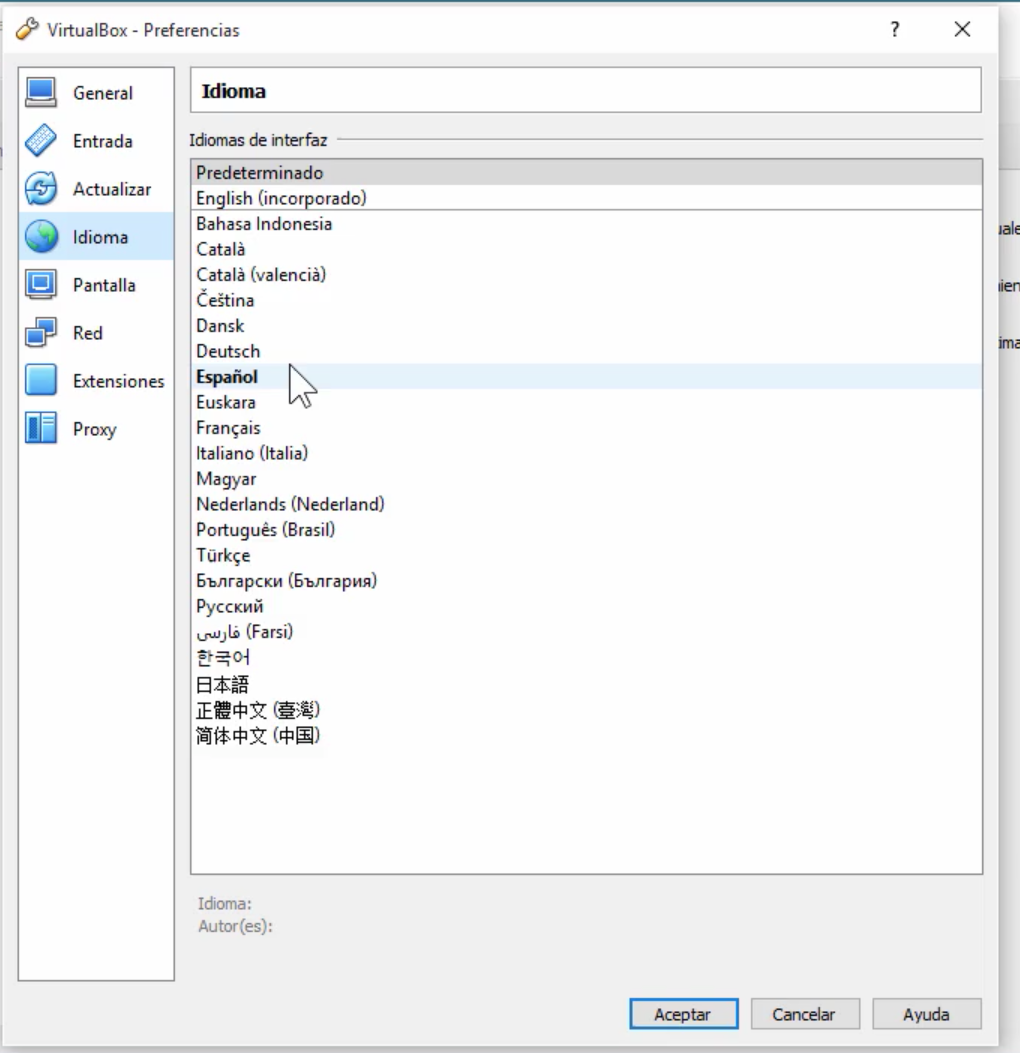 VirtualBox - Preferencias
?
General
Entrada
Actualizar
Idioma
Pantalla
Red
Extensiones
Proxy
Idioma
Idiomas de interfaz
Predeterminado
English (incorporado)
Bahasa Indonesia
Català
Català (valencià)
Čeština
Dansk
Deutsch
Español
Euskara
Français
Italiano (Italia)
Magyar
Nederlands (Nederland)
Português (Brasil)
Türkçe
Български (България)
Русский
فارسی (Farsi)
한국어
日本語
正體中文 (臺灣)
简体中文 (中国)
Idioma:
Autor(es):
Aceptar
Cancelar
Ayuda